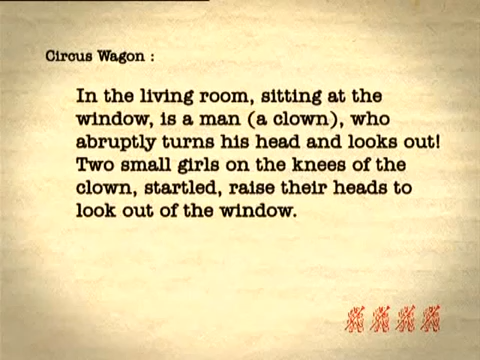 Circus Wagon :
In the living room, sitting at the
window, is a man (a clown), who
abruptly turns his head and looks out!
Two small girls on the knees of the
clown, startled, raise their heads to
look out of the window.